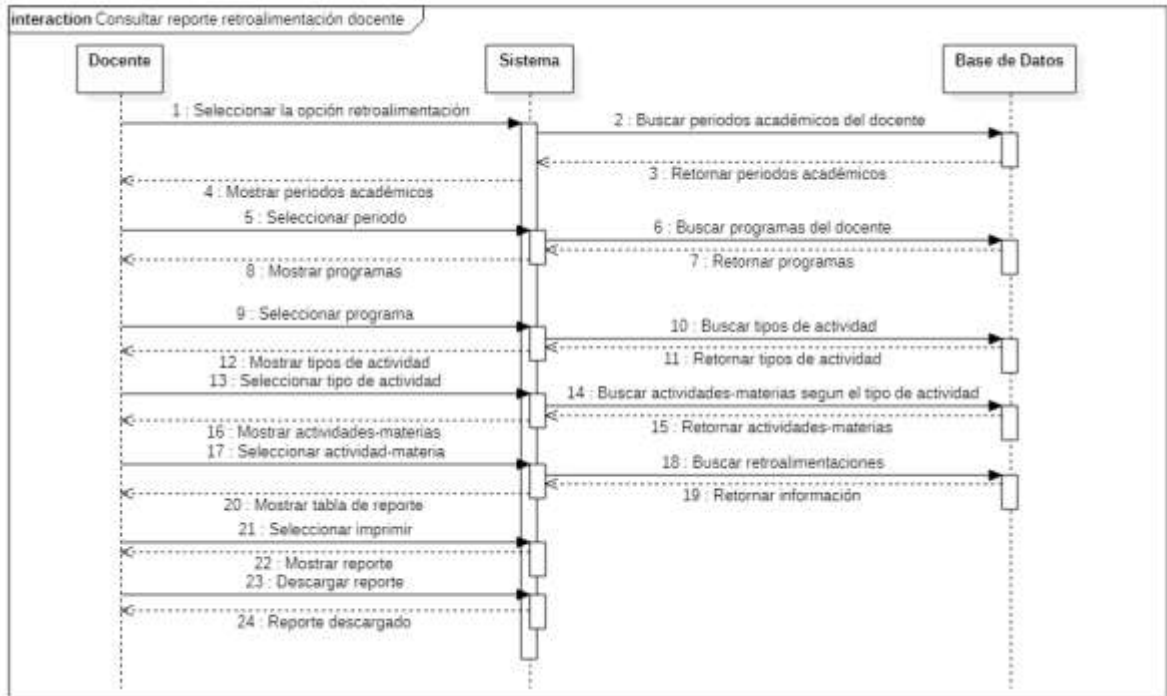 interaction Consultar reporte retroalimentación docente
Docente
Sistema
Base de Datos
1 : Seleccionar la opción retroalimentación
2 : Buscar periodos académicos del docente
3 : Retornar periodos académicos
4 : Mostrar periodos académicos
5 : Seleccionar periodo
6 : Buscar programas del docente
7 : Retornar programas
8 : Mostrar programas
9 : Seleccionar programa
10 : Buscar tipos de actividad
11 : Retornar tipos de actividad
12 : Mostrar tipos de actividad
13 : Seleccionar tipo de actividad
14 : Buscar actividades-materias segun el tipo de actividad
15 : Retornar actividades-materias
16 : Mostrar actividades-materias
17 : Seleccionar actividad-materia
18 : Buscar retroalimentaciones
19 : Retornar información
20 : Mostrar tabla de reporte
21 : Seleccionar imprimir
22 : Mostrar reporte
23 : Descargar reporte
24 : Reporte descargado